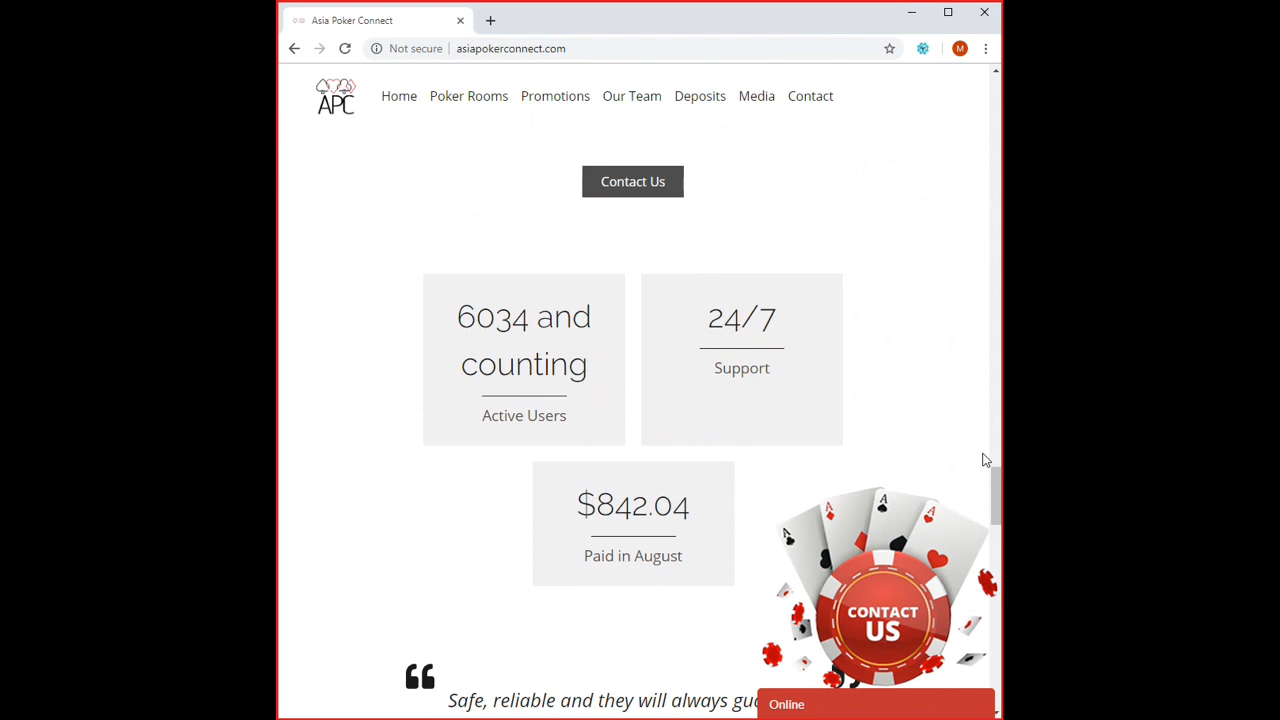 Asia Poker Connect
Not secure
asiapokerconnect.com
M
APC
Home
Poker Rooms
Promotions
Our Team
Deposits
Media
Contact
Contact Us
6034 and
counting
Active Users
24/7
Support
$842.04
Paid in August
A
A
A
A
CONTACT
US
“
Safe, reliable and they will always gu
Online